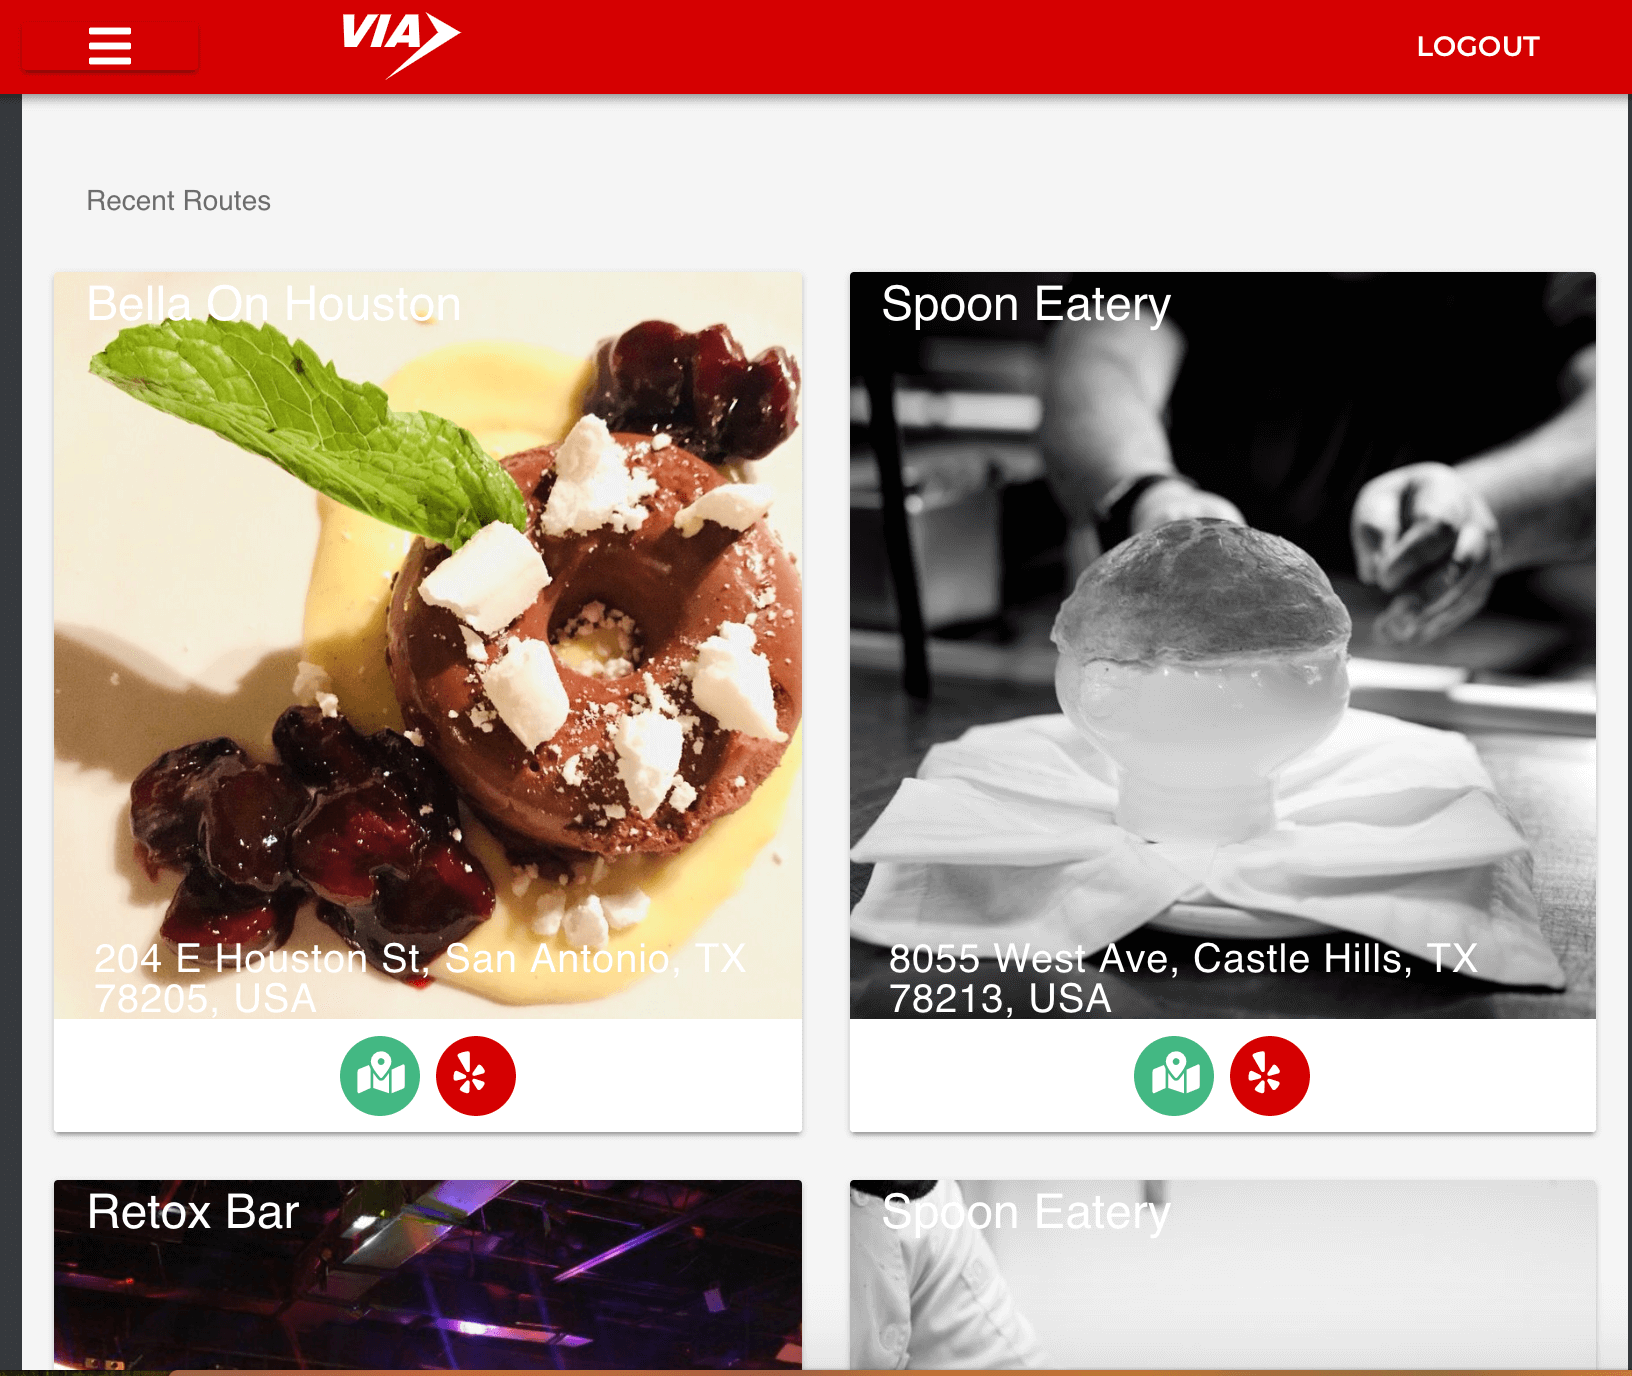 VIA
LOGOUT
Recent Routes
Bella On Houston
Spoon Eatery
204 E Houston St, San Antonio, TX
78205, USA
8055 West Ave, Castle Hills, TX
78213, USA
Retox Bar
Spoon Eatery